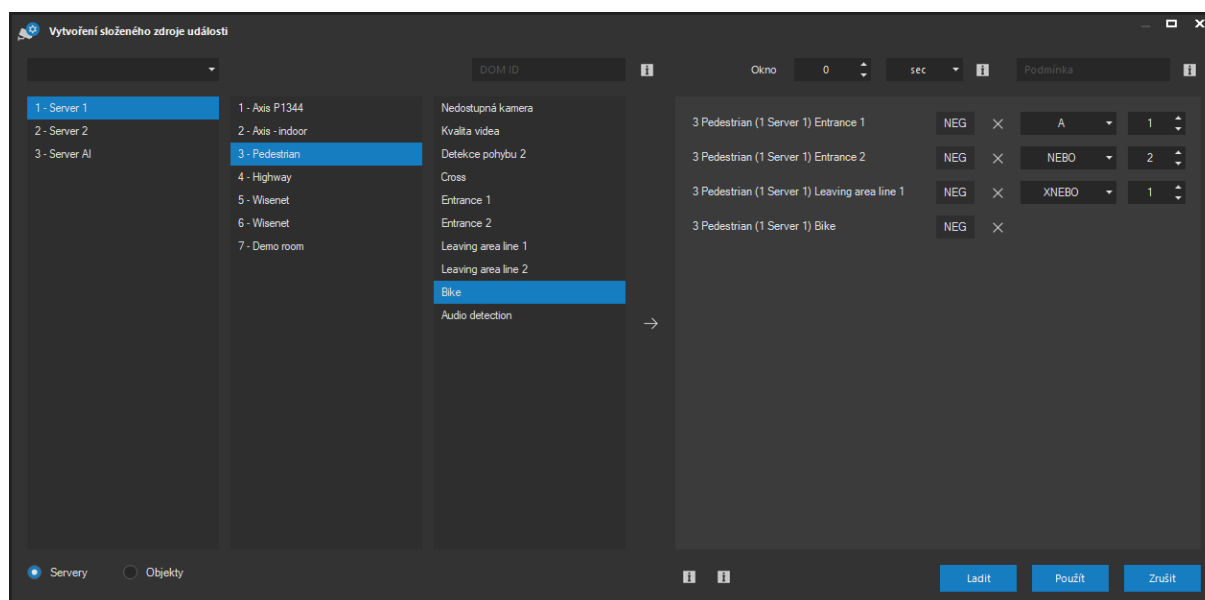 Vytvoření složeného zdroje události
DOM ID
Okno 0 sec Podmínka
1 - Server 1
2 - Server 2
3 - Server AI
1 - Axis P1344
2 - Axis - indoor
3 - Pedestrian
4 - Highway
5 - Wisenet
6 - Wisenet
7 - Demo room
Nedostupná kamera
Kvalita videa
Detekce pohybu 2
Cross
Entrance 1
Entrance 2
Leaving area line 1
Leaving area line 2
Bike
Audio detection
3 Pedestrian (1 Server 1) Entrance 1 NEG A 1
3 Pedestrian (1 Server 1) Entrance 2 NEG NEBO 2
3 Pedestrian (1 Server 1) Leaving area line 1 NEG XNEBO 1
3 Pedestrian (1 Server 1) Bike NEG
Servery Objekty
Ladit Použít Zrušit